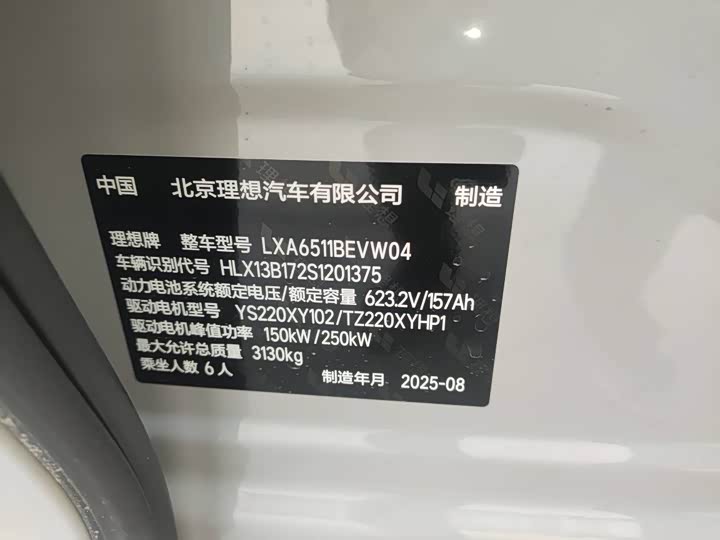 中国 北京理想汽车有限公司 制造
理想牌 整车型号 LXA6511BEVW04
车辆识别代号 HLX13B172S1201375
动力电池系统额定电压/额定容量 623.2V/157Ah
驱动电机型号 YS220XY102/TZ220XYHP1
驱动电机峰值功率 150kW/250kW
最大允许总质量 3130kg
乘坐人数 6人 制造年月 2025-08